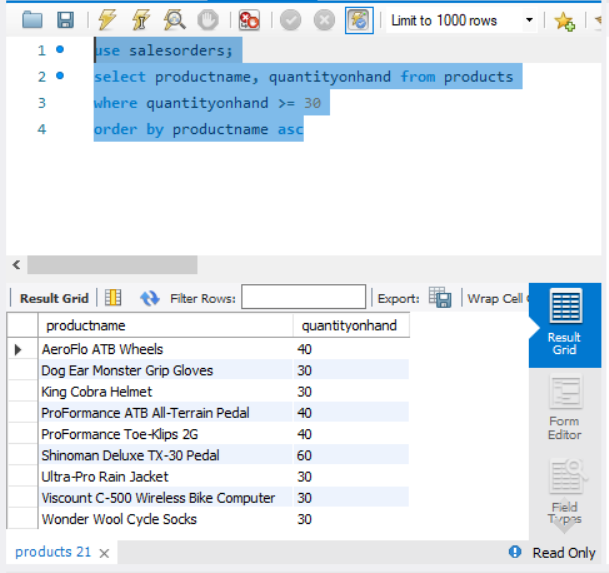 Limit to 1000 rows
1 use salesorders;
2 select productname, quantityonhand from products
3 where quantityonhand >= 30
4 order by productname asc
Result Grid Filter Rows: Export: Wrap Cell
productname quantityonhand
AeroFlo ATB Wheels 40
Dog Ear Monster Grip Gloves 30
King Cobra Helmet 30
ProFormance ATB All-Terrain Pedal 40
ProFormance Toe-Klips 2G 40
Shinoman Deluxe TX-30 Pedal 60
Ultra-Pro Rain Jacket 30
Viscount C-500 Wireless Bike Computer 30
Wonder Wool Cycle Socks 30
Result
Grid
Form
Editor
Field
Types
products 21 Read Only